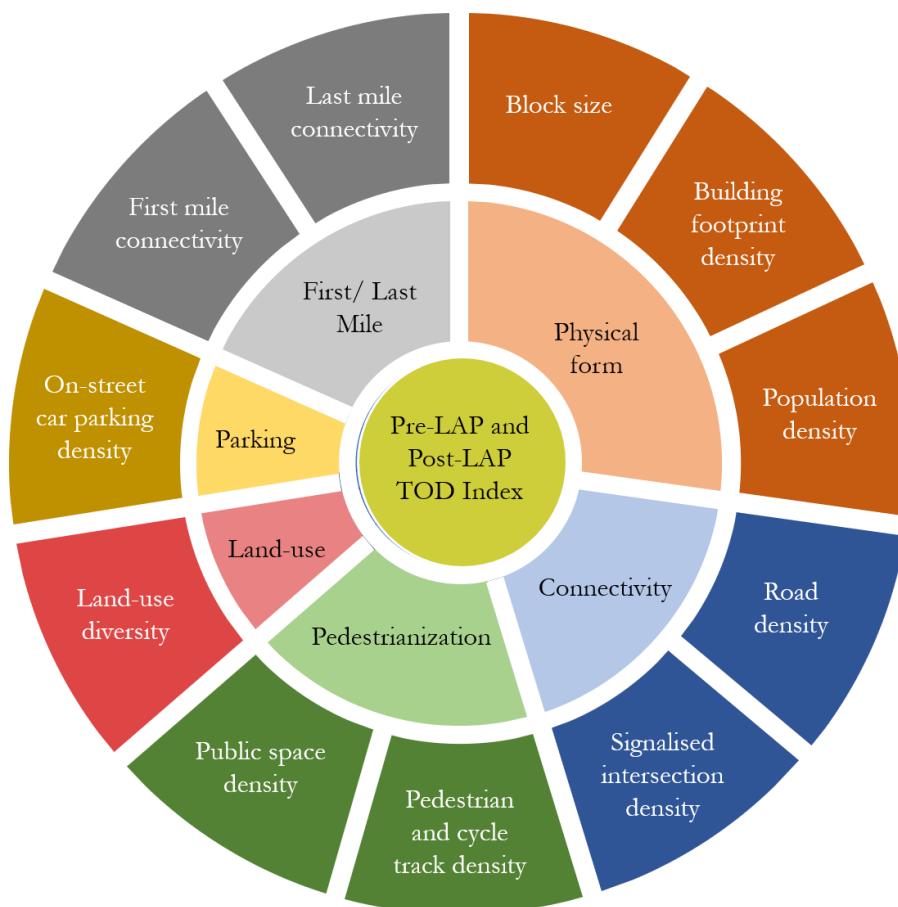 Last mile
connectivity
Block size
Building
footprint
density
Population
density
Road
density
Signalised
intersection
density
Pedestrian
and cycle
track density
Public space
density
Land-use
diversity
On-street
car parking
density
First mile
connectivity
First/ Last
Mile
Physical
form
Connectivity
Pedestrianization
Land-use
Parking
Pre-LAP and
Post-LAP
TOD Index